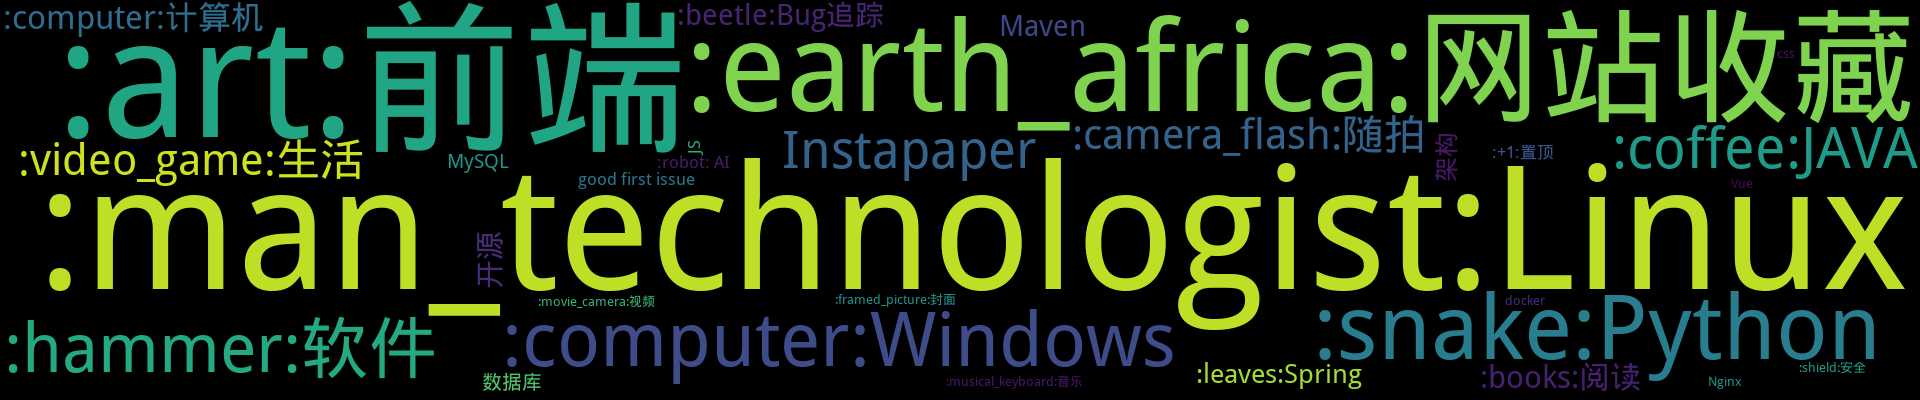 :computer:计算机
:art:前端
:beetle:Bug追踪
:earth_africa:网站收藏
Maven
css
:video_game:生活
MySQL
:robot: AI
JS
good first issue
Instapaper
:camera_flash:随拍
架构
:+1:置顶
:coffee:JAVA
Vue
:man_technologist:Linux
开源
:movie_camera:视频
:framed_picture:封面
docker
:hammer:软件
:computer:Windows
:snake:Python
数据库
:musical_keyboard:音乐
:leaves:Spring
:books:阅读
Nginx
:shield:安全